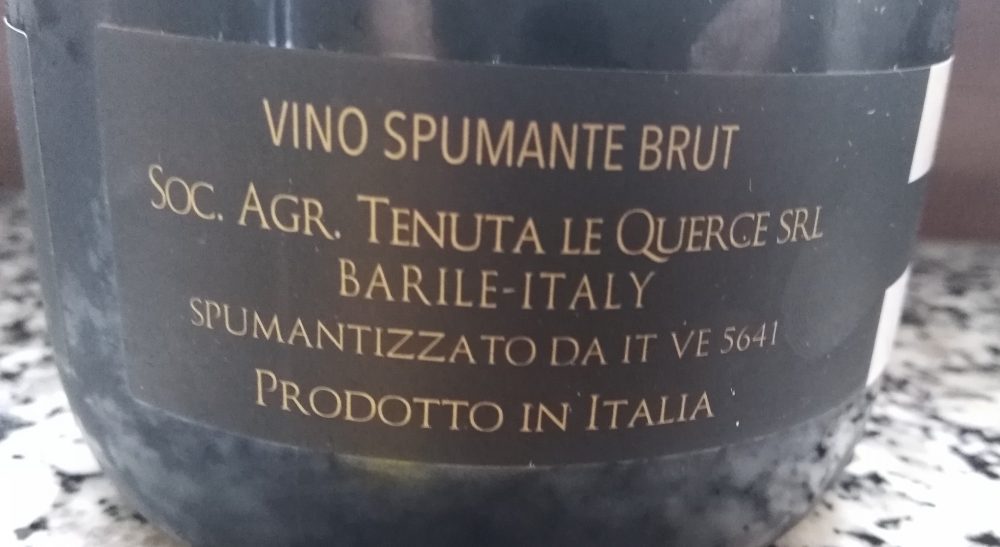 VINO SPUMANTE BRUT
SOC. AGR. TENUTA LE QUERCE SRL
BARILE-ITALY
SPUMANTIZZATO DA IT VE 5641
PRODOTTO IN ITALIA